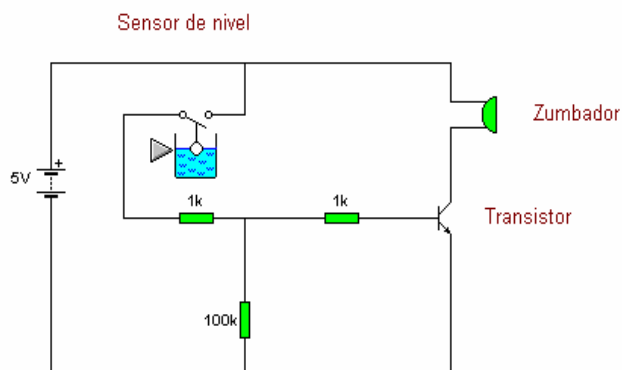 Sensor de nivel
Zumbador
+
5V
1k
1k
Transistor
100k